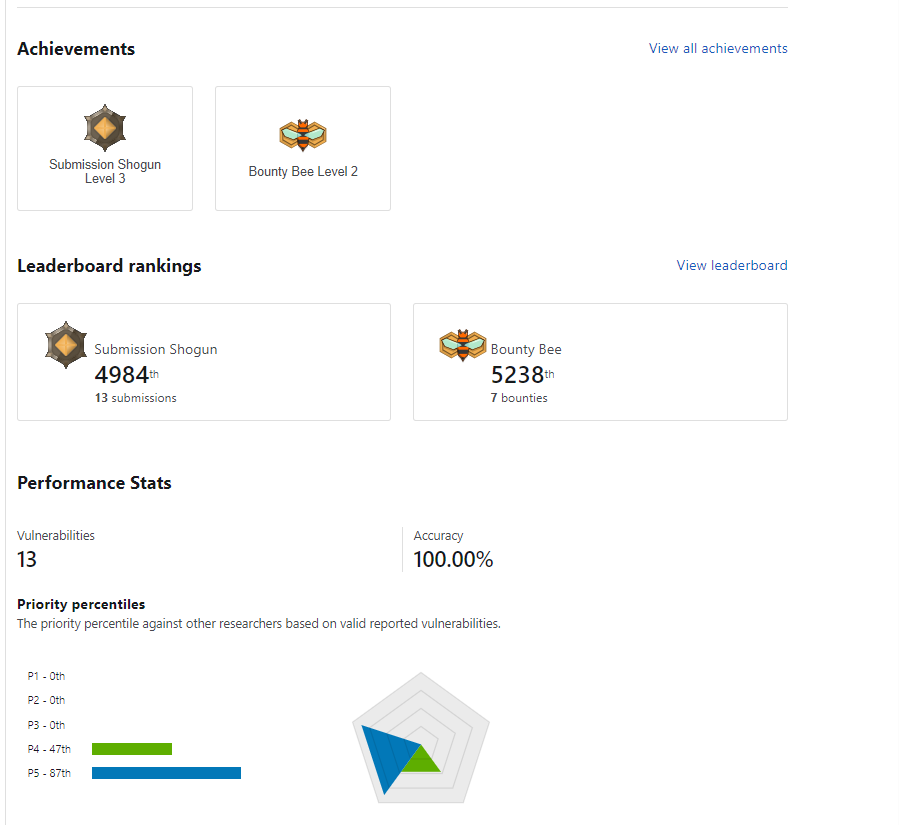 Achievements
View all achievements
Submission Shogun
Level 3
Bounty Bee Level 2
Leaderboard rankings
View leaderboard
Submission Shogun
4984th
13 submissions
Bounty Bee
5238th
7 bounties
Performance Stats
Vulnerabilities
13
Accuracy
100.00%
Priority percentiles
The priority percentile against other researchers based on valid reported vulnerabilities.
P1 - 0th
P2 - 0th
P3 - 0th
P4 - 47th
P5 - 87th